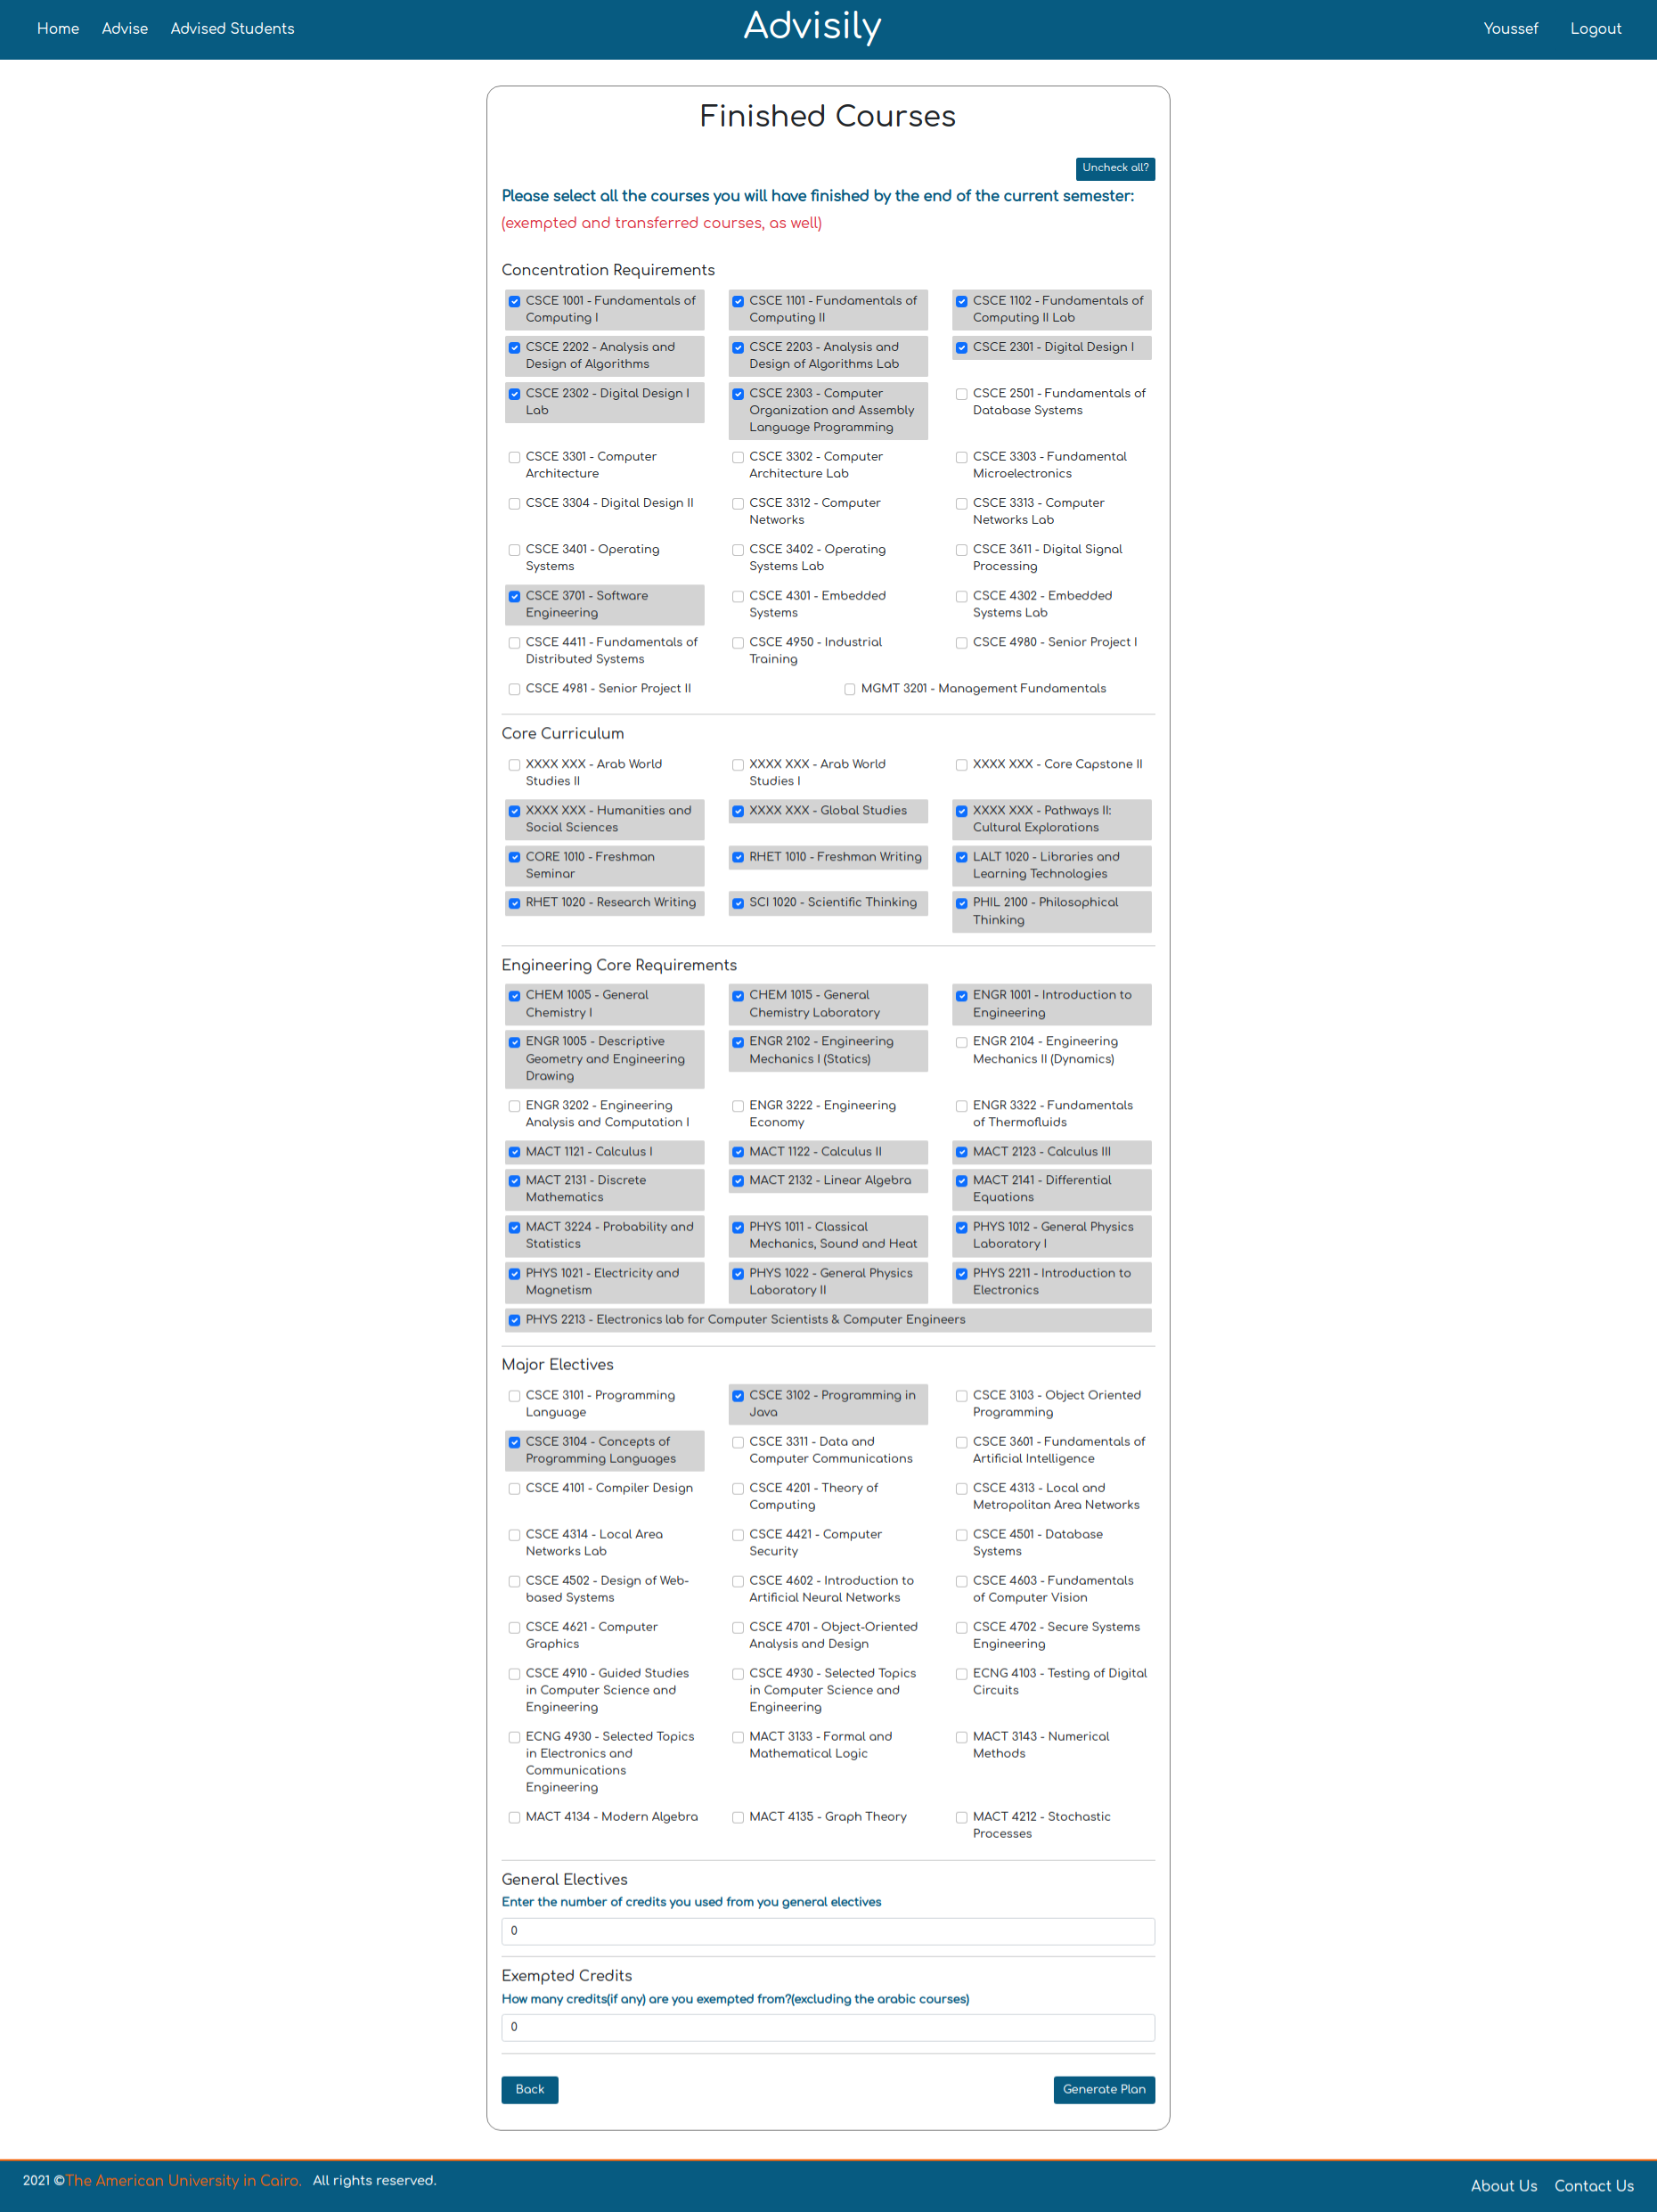 Home Advise Advised Students Advisily Youssef Logout
Finished Courses
Uncheck all?
Please select all the courses you will have finished by the end of the current semester:
(exempted and transferred courses, as well)
Concentration Requirements
CSCE 1001 - Fundamentals of Computing I
CSCE 1101 - Fundamentals of Computing II
CSCE 1102 - Fundamentals of Computing II Lab
CSCE 2202 - Analysis and Design of Algorithms
CSCE 2203 - Analysis and Design of Algorithms Lab
CSCE 2301 - Digital Design I
CSCE 2302 - Digital Design I Lab
CSCE 2303 - Computer Organization and Assembly Language Programming
CSCE 2501 - Fundamentals of Database Systems
CSCE 3301 - Computer Architecture
CSCE 3302 - Computer Architecture Lab
CSCE 3303 - Fundamental Microelectronics
CSCE 3304 - Digital Design II
CSCE 3312 - Computer Networks
CSCE 3313 - Computer Networks Lab
CSCE 3401 - Operating Systems
CSCE 3402 - Operating Systems Lab
CSCE 3611 - Digital Signal Processing
CSCE 3701 - Software Engineering
CSCE 4301 - Embedded Systems
CSCE 4302 - Embedded Systems Lab
CSCE 4411 - Fundamentals of Distributed Systems
CSCE 4950 - Industrial Training
CSCE 4980 - Senior Project I
CSCE 4981 - Senior Project II
MGMT 3201 - Management Fundamentals
Core Curriculum
XXXX XXX - Arab World Studies II
XXXX XXX - Arab World Studies I
XXXX XXX - Core Capstone II
XXXX XXX - Humanities and Social Sciences
XXXX XXX - Global Studies
XXXX XXX - Pathways II: Cultural Explorations
CORE 1010 - Freshman Seminar
RHET 1010 - Freshman Writing
LALT 1020 - Libraries and Learning Technologies
RHET 1020 - Research Writing
SCI 1020 - Scientific Thinking
PHIL 2100 - Philosophical Thinking
Engineering Core Requirements
CHEM 1005 - General Chemistry I
CHEM 1015 - General Chemistry Laboratory
ENGR 1001 - Introduction to Engineering
ENGR 1005 - Descriptive Geometry and Engineering Drawing
ENGR 2102 - Engineering Mechanics I (Statics)
ENGR 2104 - Engineering Mechanics II (Dynamics)
ENGR 3202 - Engineering Analysis and Computation I
ENGR 3222 - Engineering Economy
ENGR 3322 - Fundamentals of Thermofluids
MACT 1121 - Calculus I
MACT 1122 - Calculus II
MACT 2123 - Calculus III
MACT 2131 - Discrete Mathematics
MACT 2132 - Linear Algebra
MACT 2141 - Differential Equations
MACT 3224 - Probability and Statistics
PHYS 1011 - Classical Mechanics, Sound and Heat
PHYS 1012 - General Physics Laboratory I
PHYS 1021 - Electricity and Magnetism
PHYS 1022 - General Physics Laboratory II
PHYS 2211 - Introduction to Electronics
PHYS 2213 - Electronics lab for Computer Scientists & Computer Engineers
Major Electives
CSCE 3101 - Programming Language
CSCE 3102 - Programming in Java
CSCE 3103 - Object Oriented Programming
CSCE 3104 - Concepts of Programming Languages
CSCE 3311 - Data and Computer Communications
CSCE 3601 - Fundamentals of Artificial Intelligence
CSCE 4101 - Compiler Design
CSCE 4201 - Theory of Computing
CSCE 4313 - Local and Metropolitan Area Networks
CSCE 4314 - Local Area Networks Lab
CSCE 4421 - Computer Security
CSCE 4501 - Database Systems
CSCE 4502 - Design of Web-based Systems
CSCE 4602 - Introduction to Artificial Neural Networks
CSCE 4603 - Fundamentals of Computer Vision
CSCE 4621 - Computer Graphics
CSCE 4701 - Object-Oriented Analysis and Design
CSCE 4702 - Secure Systems Engineering
CSCE 4910 - Guided Studies in Computer Science and Engineering
CSCE 4930 - Selected Topics in Computer Science and Engineering
ECNG 4103 - Testing of Digital Circuits
ECNG 4930 - Selected Topics in Electronics and Communications Engineering
MACT 3133 - Formal and Mathematical Logic
MACT 3143 - Numerical Methods
MACT 4134 - Modern Algebra
MACT 4135 - Graph Theory
MACT 4212 - Stochastic Processes
General Electives
Enter the number of credits you used from you general electives
0
Exempted Credits
How many credits(if any) are you exempted from?(excluding the arabic courses)
0
Back Generate Plan
2021 ©The American University in Cairo. All rights reserved. About Us Contact Us